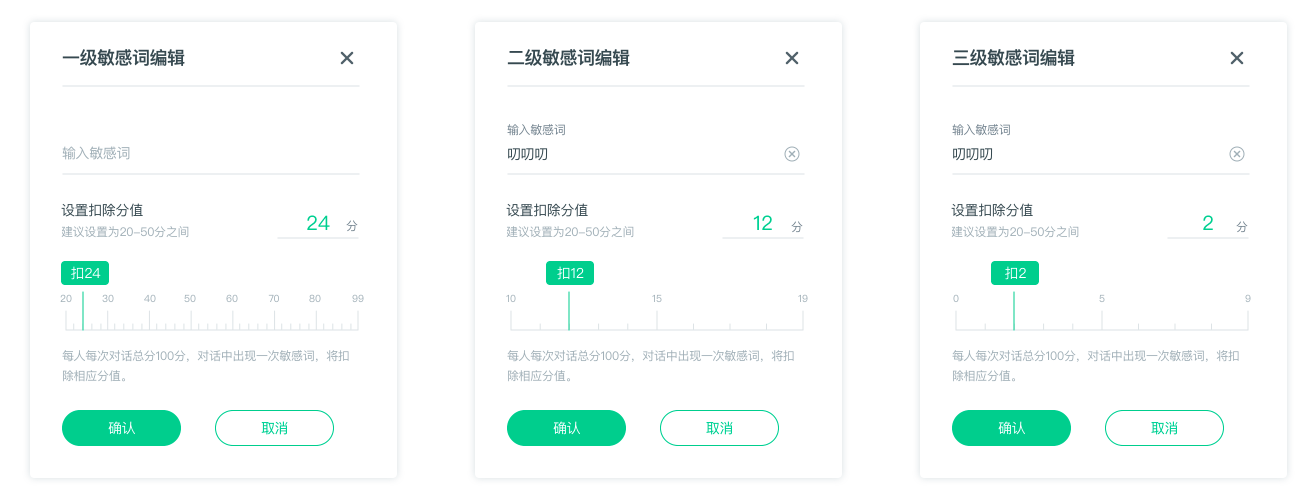 一级敏感词编辑
输入敏感词
设置扣除分值
建议设置为20–50分之间
24 分
扣24
20 30 40 50 60 70 80 99
每人每次对话总分100分，对话中出现一次敏感词，将扣
除相应分值。
确认 取消
二级敏感词编辑
输入敏感词
叨叨叨
设置扣除分值
建议设置为20–50分之间
12 分
扣12
10 15 19
每人每次对话总分100分，对话中出现一次敏感词，将扣
除相应分值。
确认 取消
三级敏感词编辑
输入敏感词
叨叨叨
设置扣除分值
建议设置为20–50分之间
2 分
扣2
0 5 9
每人每次对话总分100分，对话中出现一次敏感词，将扣
除相应分值。
确认 取消